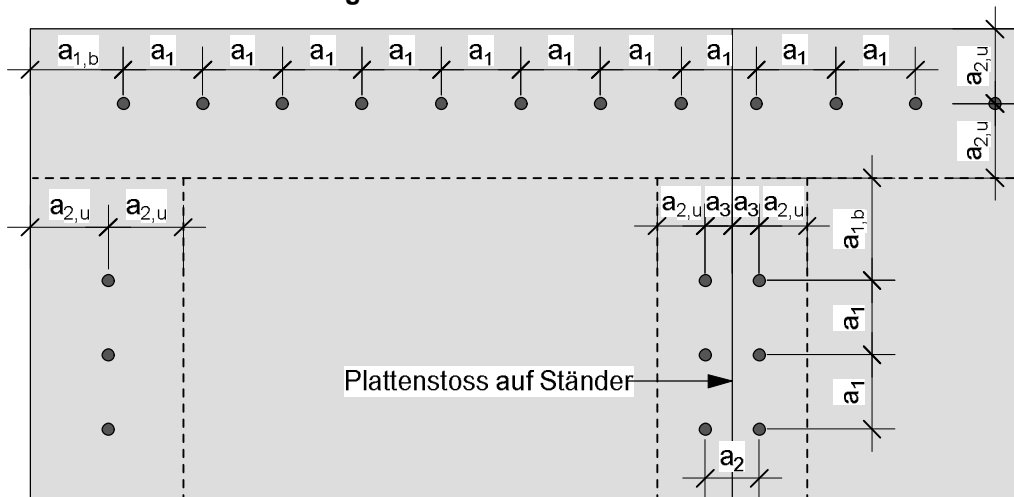 a1,b a1 a1 a1 a1 a1 a1 a1 a1 a1 a2,u
a2,u
a2,u a2,u a2,u a3 a3 a2,u
a1,b
a1
Plattenstoss auf Ständer
a1
a2